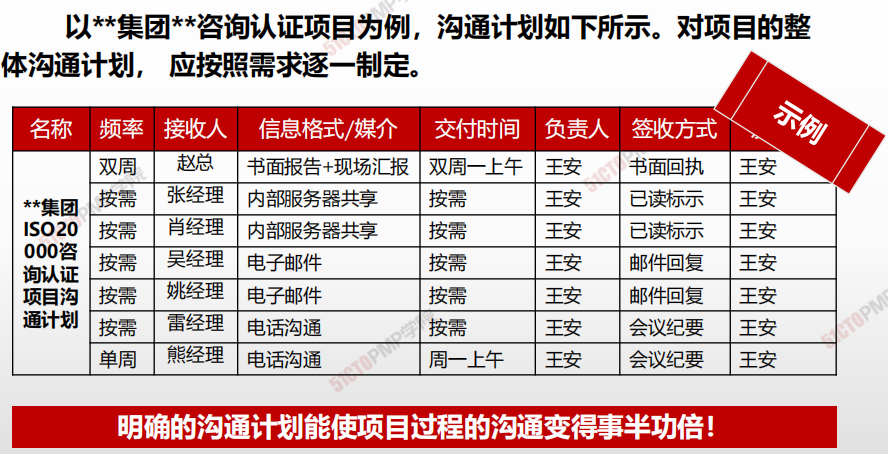 以**集团**咨询认证项目为例，沟通计划如下所示。对项目的整
体沟通计划， 应按照需求逐一制定。
示例
名称 频率 接收人 信息格式/媒介 交付时间 负责人 签收方式
**集团
ISO20
000咨
询认证
项目沟
通计划
双周 赵总 书面报告+现场汇报 双周一上午 王安 书面回执 王安
按需 张经理 内部服务器共享 按需 王安 已读标示 王安
按需 肖经理 内部服务器共享 按需 王安 已读标示 王安
按需 吴经理 电子邮件 按需 王安 邮件回复 王安
按需 姚经理 电子邮件 按需 王安 邮件回复 王安
按需 雷经理 电话沟通 按需 王安 会议纪要 王安
单周 熊经理 电话沟通 周一上午 王安 会议纪要 王安
明确的沟通计划能使项目过程的沟通变得事半功倍！
51CTOPMP学院